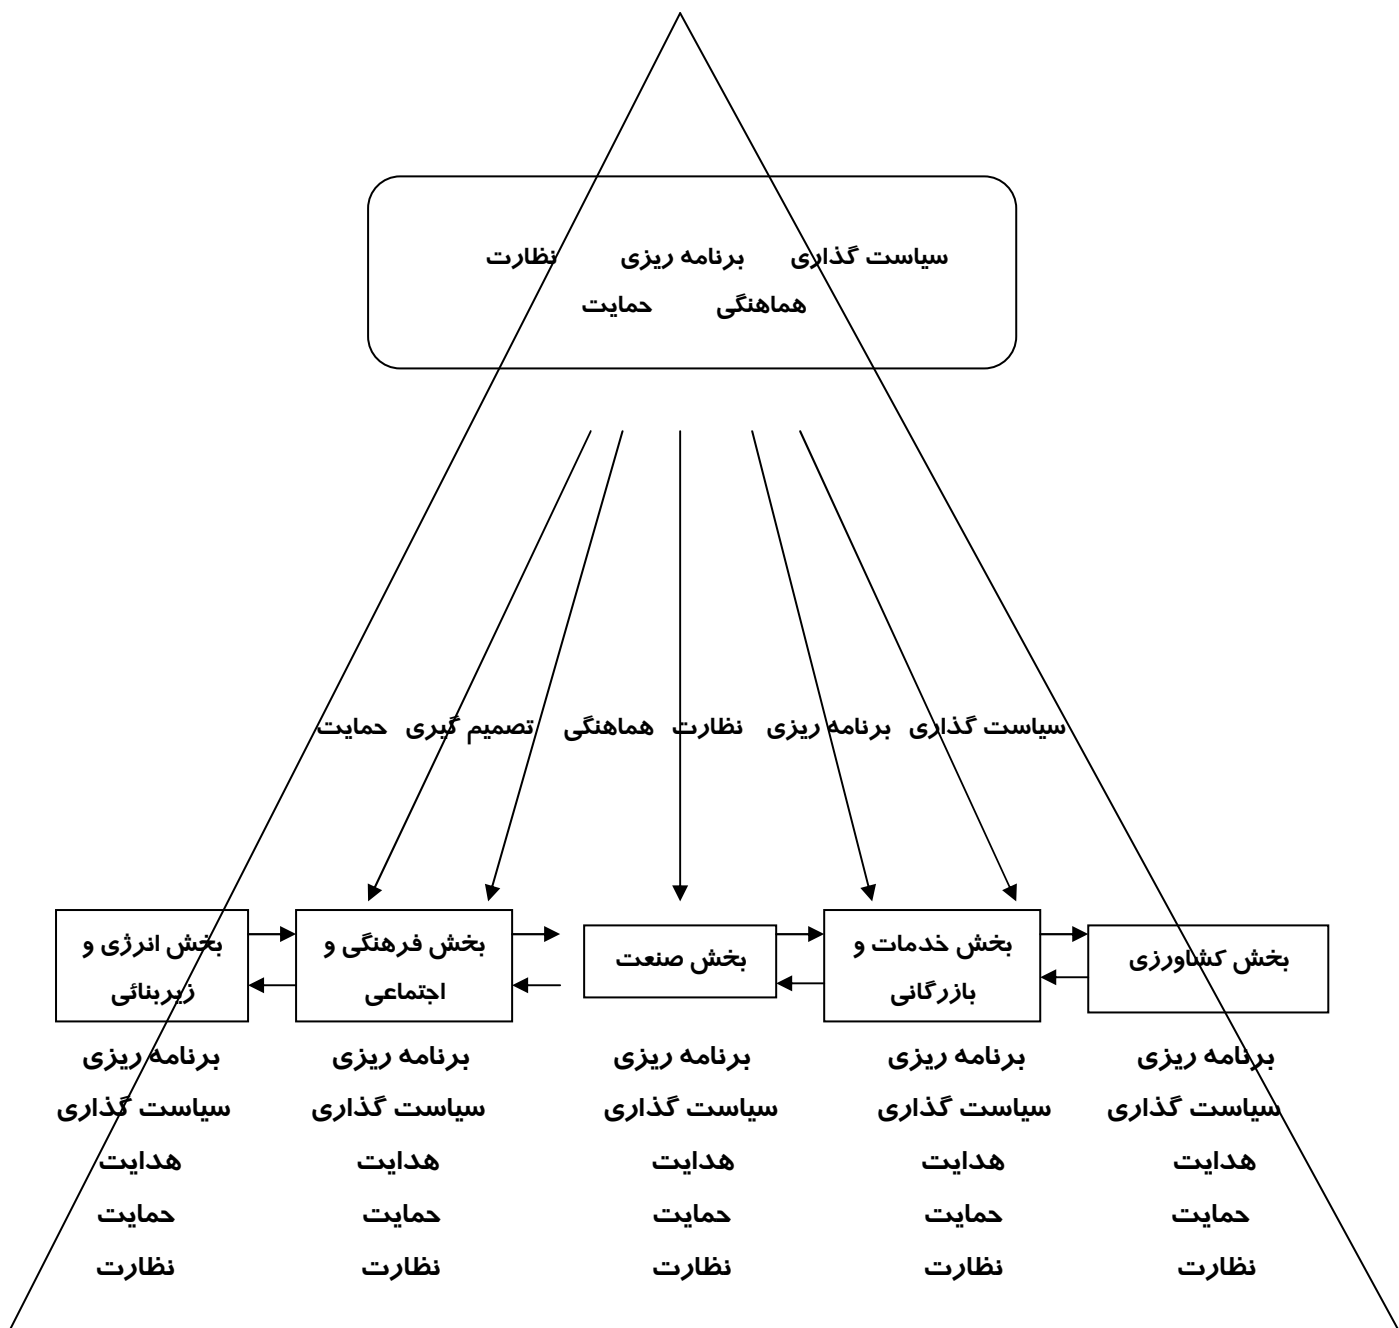 سیاست گذاری برنامه ریزی نظارت
هماهنگی حمایت
سیاست گذاری برنامه ریزی نظارت هماهنگی تصمیم گیری حمایت
بخش کشاورزی
بخش خدمات و
بازرگانی
بخش صنعت
بخش فرهنگی و
اجتماعی
بخش انرژی و
زیربنائی
برنامه ریزی برنامه ریزی برنامه ریزی برنامه ریزی برنامه ریزی
سیاست گذاری سیاست گذاری سیاست گذاری سیاست گذاری سیاست گذاری
هدایت هدایت هدایت هدایت هدایت
حمایت حمایت حمایت حمایت حمایت
نظارت نظارت نظارت نظارت نظارت